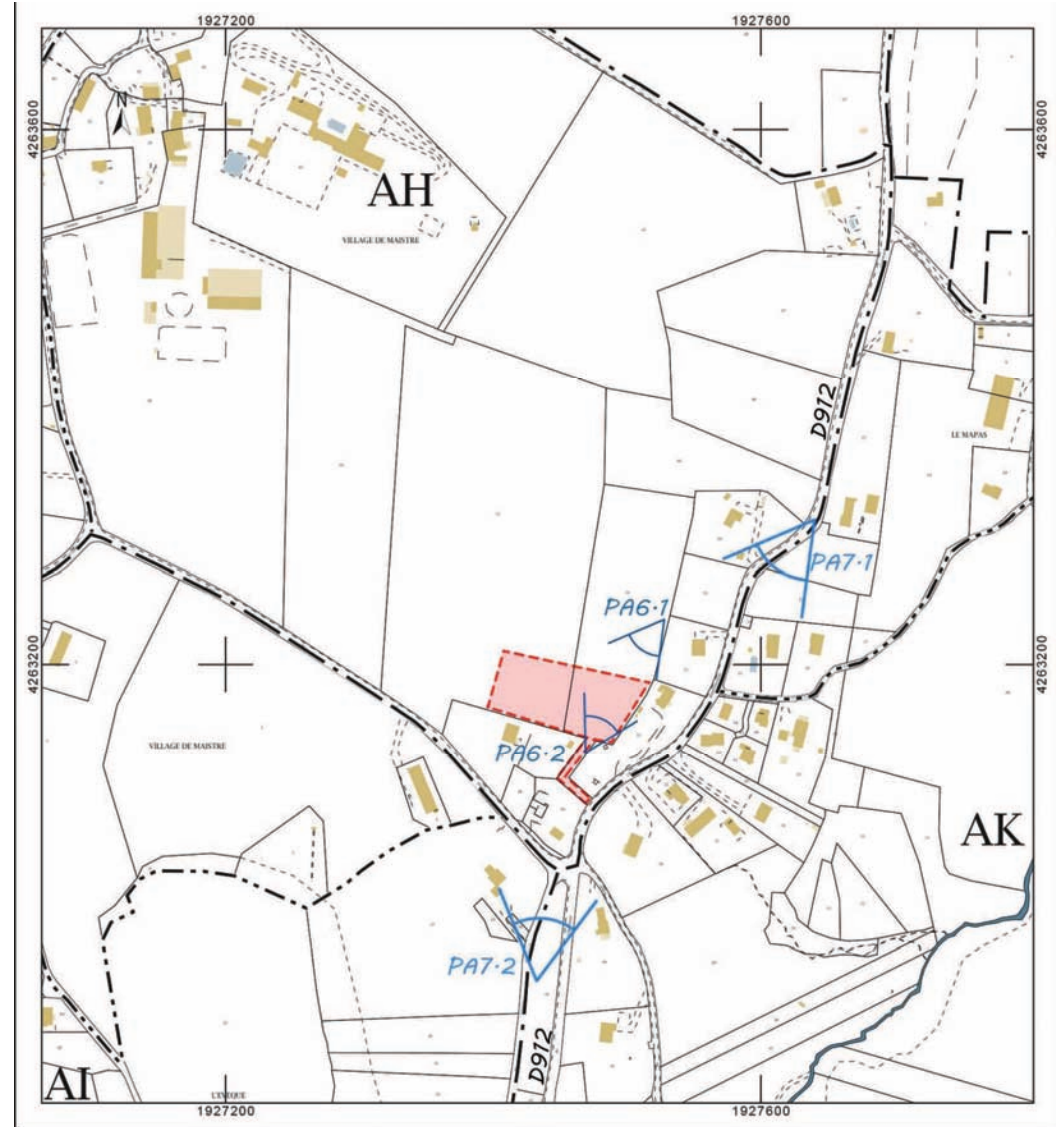 1927200
1927600
4263600
4263600
N
AH
VILLAGE DE MAISTRE
D912
LE MAPAS
PA7·1
PA6·1
4263200
4263200
PA6·2
VILLAGE DE MAISTRE
AK
PA7·2
D912
AI
L'EVEQUE
1927200
1927600